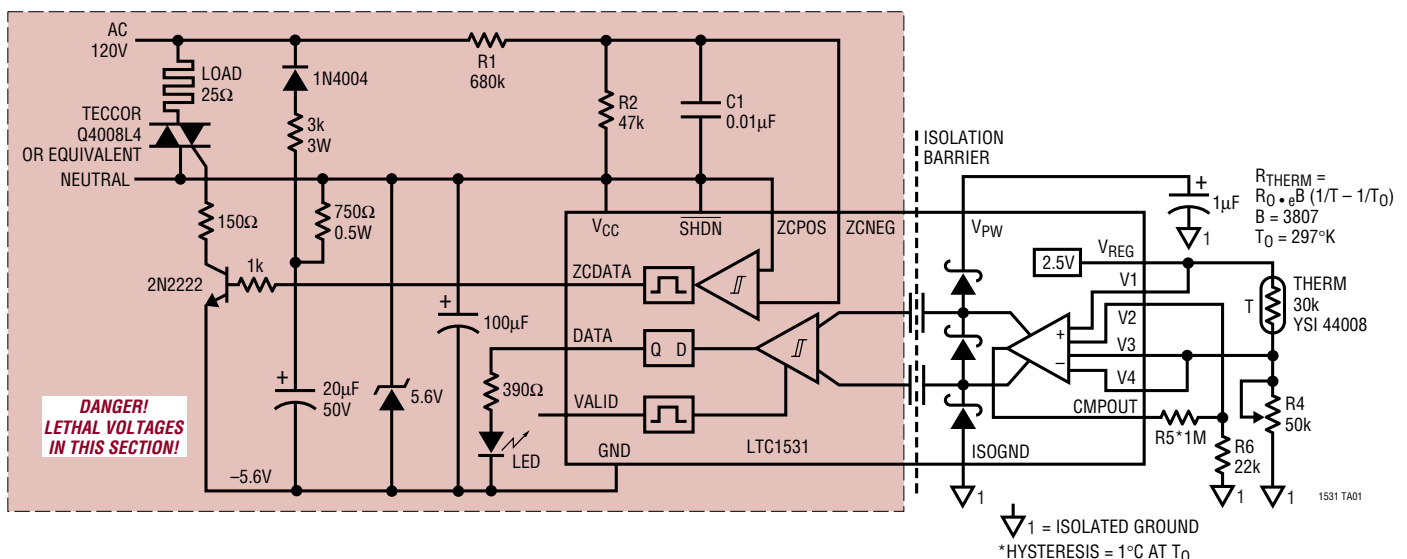 AC
120V
LOAD
25Ω
TECCOR
Q4008L4
OR EQUIVALENT
NEUTRAL
1N4004
3k
3W
R1
680k
R2
47k
C1
0.01µF
150Ω
750Ω
0.5W
1k
2N2222
+
20µF
50V
5.6V
+
100µF
390Ω
LED
–5.6V
DANGER!
LETHAL VOLTAGES
IN THIS SECTION!
VCC
SHDN
ZCPOS
ZCNEG
ZCDATA
DATA
Q D
VALID
GND
LTC1531
ISOLATION
BARRIER
VPW
+
1µF
1
2.5V
VREG
V1
V2
V3
V4
+
–
CMPOUT
ISOGND
RTHERM =
R0 • eB (1/T – 1/T0)
B = 3807
T0 = 297°K
T
THERM
30k
YSI 44008
R4
50k
R5*1M
R6
22k
1
1
1
1531 TA01
1 = ISOLATED GROUND
*HYSTERESIS = 1°C AT T0